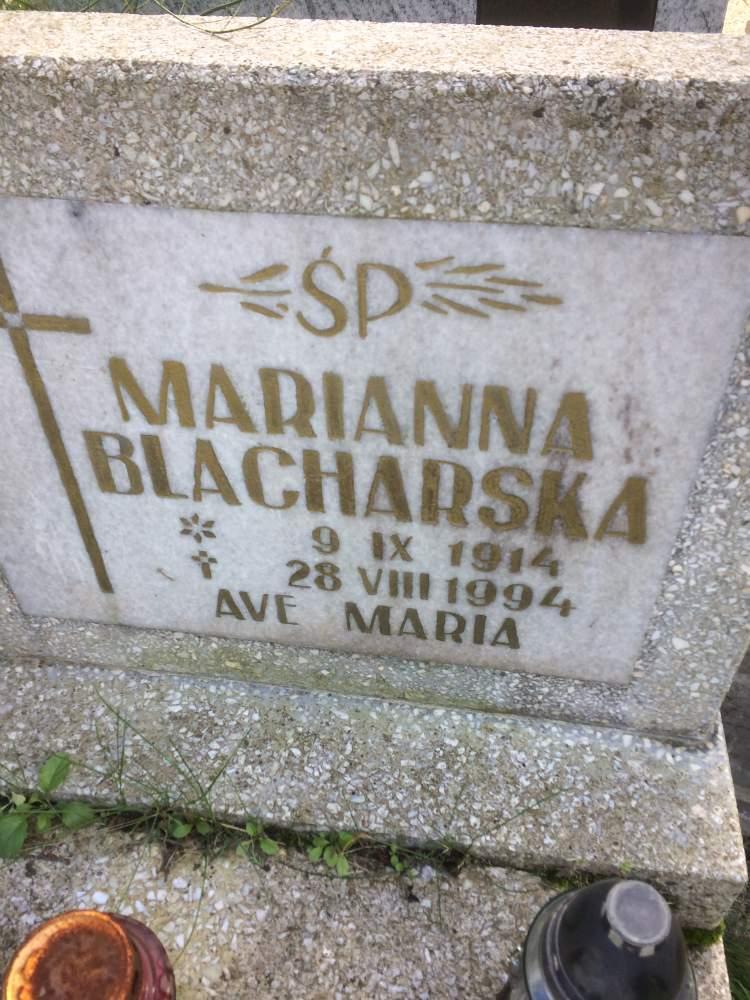 ŚP
MARIANNA
BLACHARSKA
* 9 IX 1914
✝ 28 VIII 1994
AVE MARIA